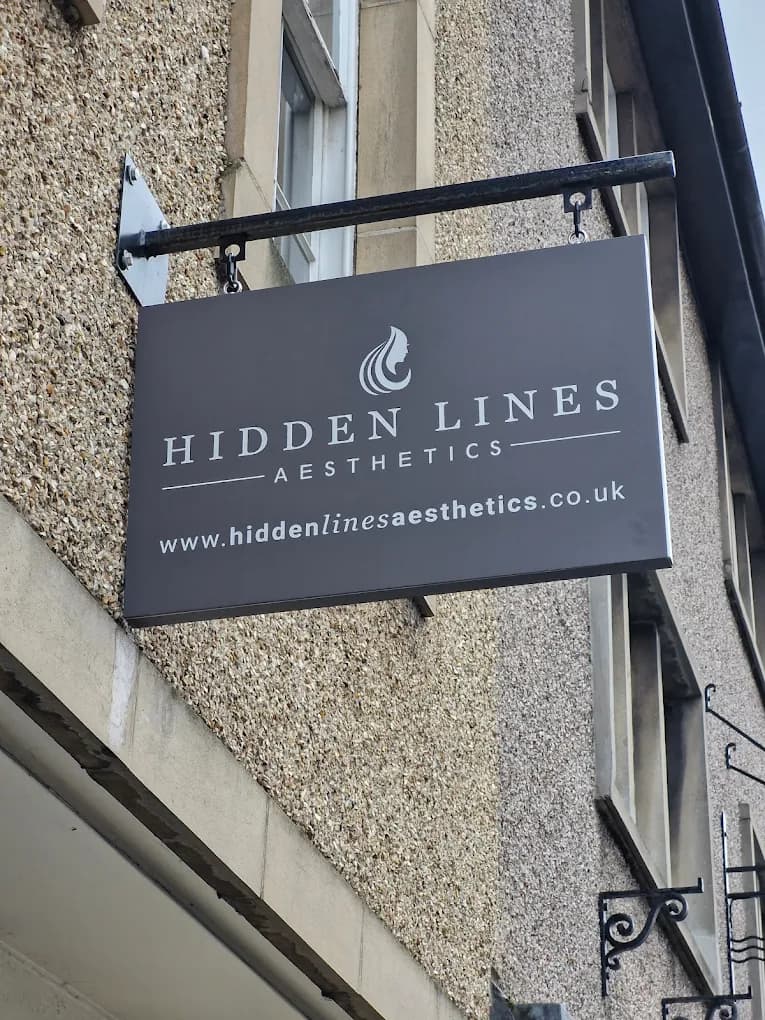 HIDDEN LINES
AESTHETICS
www.hiddenlinesaesthetics.co.uk